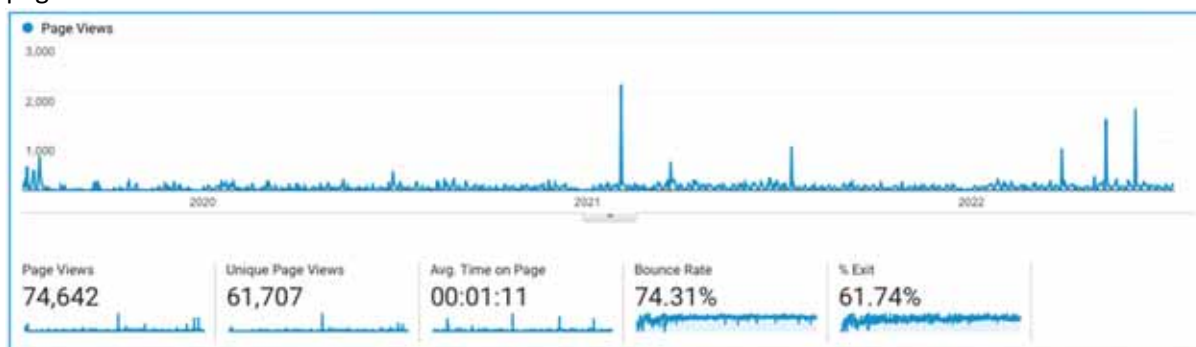 Page Views
3,000
2,000
1,000
2020 2021 2022
Page Views Unique Page Views Avg. Time on Page Bounce Rate % Exit
74,642 61,707 00:01:11 74.31% 61.74%